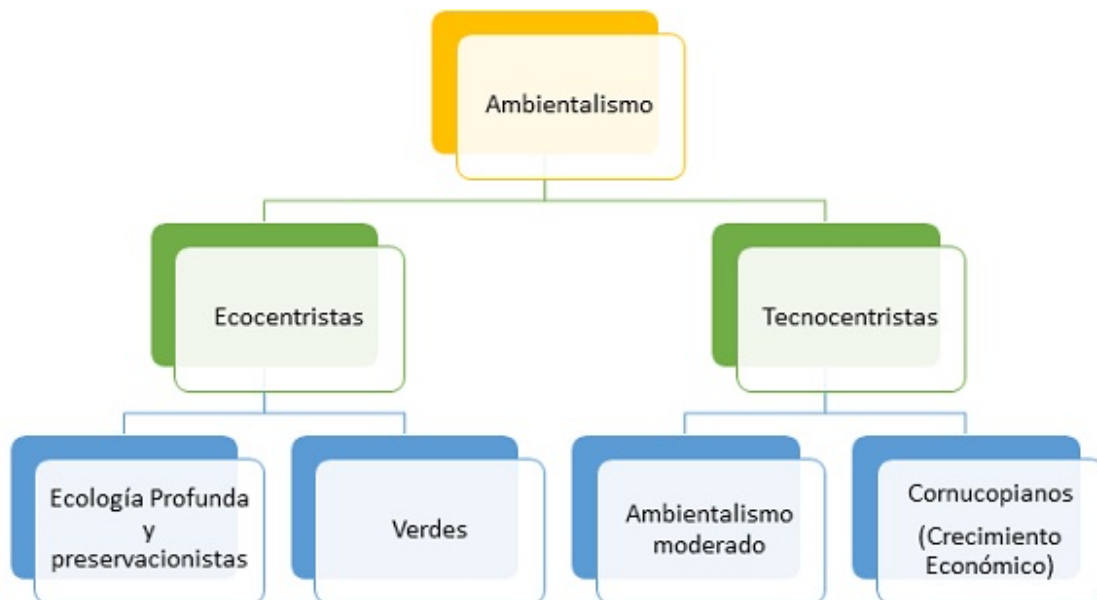 Ambientalismo
Ecocentristas
Tecnocentristas
Ecología Profunda
y
preservacionistas
Verdes
Ambientalismo
moderado
Cornucopianos
(Crecimiento
Económico)